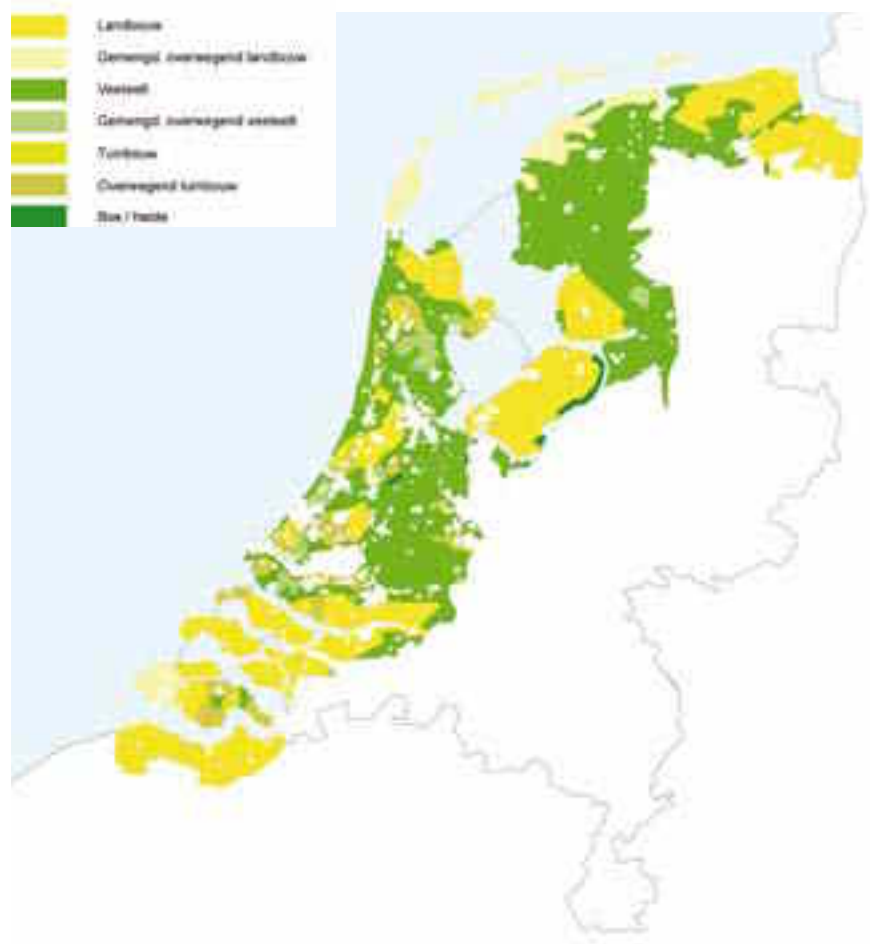 Landbouw
Gemengd, overwegend landbouw
Veeteelt
Gemengd, overwegend veeteelt
Tuinbouw
Overwegend tuinbouw
Bos / heide